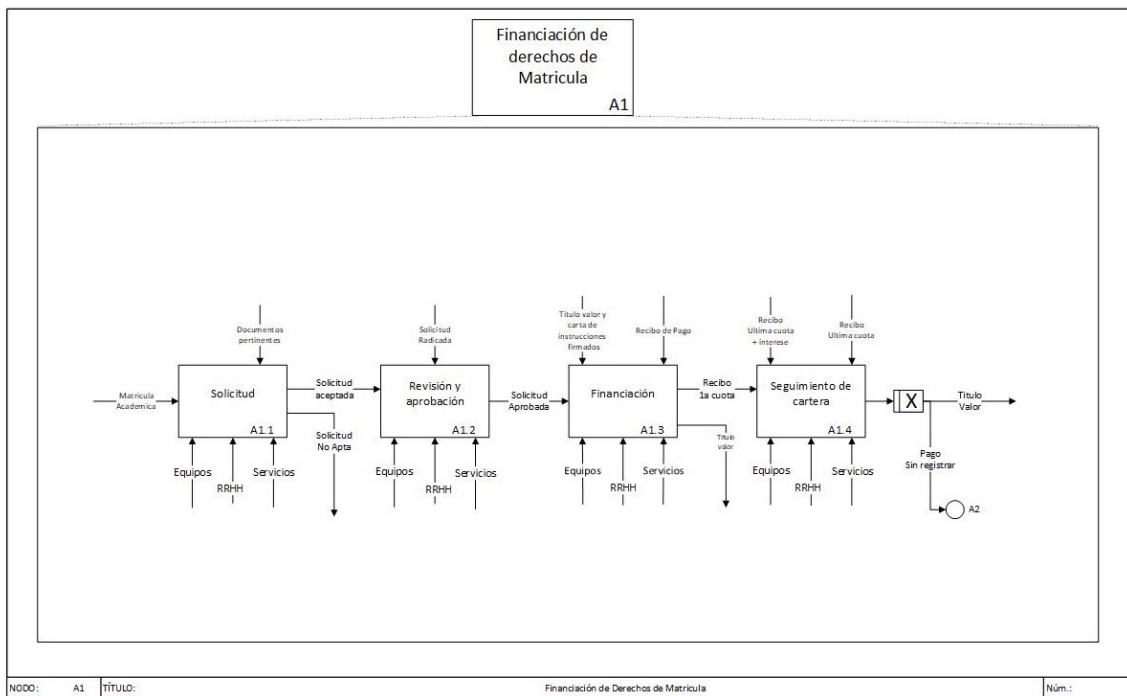 Financiación de
derechos de
Matricula
A1
Documentos
pertinentes
Solicitud
Radicada
Título valor y
carta de
instrucciones
firmados
Recibo de Pago
Recibo
Ultima cuota
+ interese
Recibo
Ultima cuota
Matricula
Academica
Solicitud
A1.1
Solicitud
aceptada
Solicitud
No Apta
Revisión y
aprobación
A1.2
Solicitud
Aprobada
Financiación
A1.3
Recibo
1a cuota
Titulo
valor
Seguimiento de
cartera
A1.4
X
Titulo
Valor
Pago
Sin registrar
A2
Equipos
RRHH
Servicios
Equipos
RRHH
Servicios
Equipos
RRHH
Servicios
Equipos
RRHH
Servicios
NODO: A1 TÍTULO: Financiación de Derechos de Matricula Núm.: